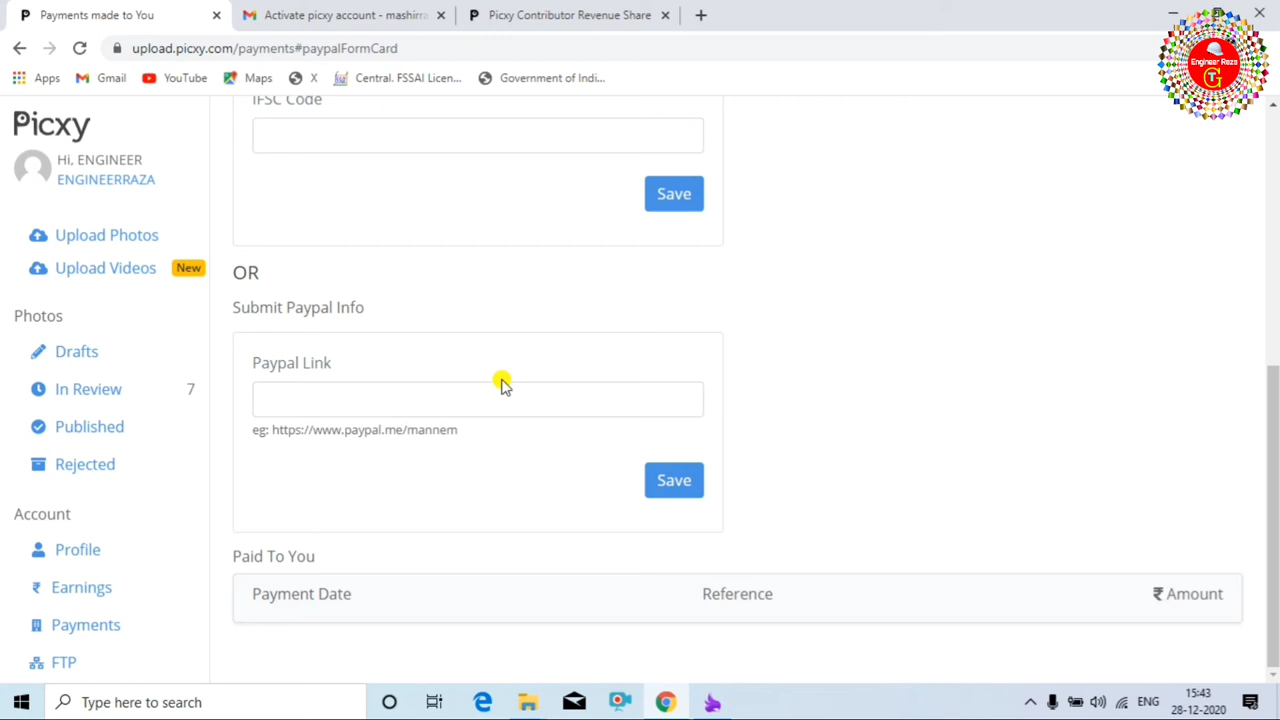 Payments made to You
Activate picxy account - mashirra
Picxy Contributor Revenue Share
upload.picxy.com/payments#paypalFormCard
Apps
Gmail
YouTube
Maps
X
Central. FSSAI Licen...
Government of Indi...
Engineer Reza
G
T
Picxy
Hi, ENGINEER
ENGINEERRAZA
Upload Photos
Upload Videos
New
Photos
Drafts
In Review
7
Published
Rejected
Account
Profile
Earnings
Payments
FTP
IFSC Code
Save
OR
Submit Paypal Info
Paypal Link
eg: https://www.paypal.me/mannem
Save
Paid To You
Payment Date
Reference
₹ Amount
Type here to search
ENG
15:43
28-12-2020